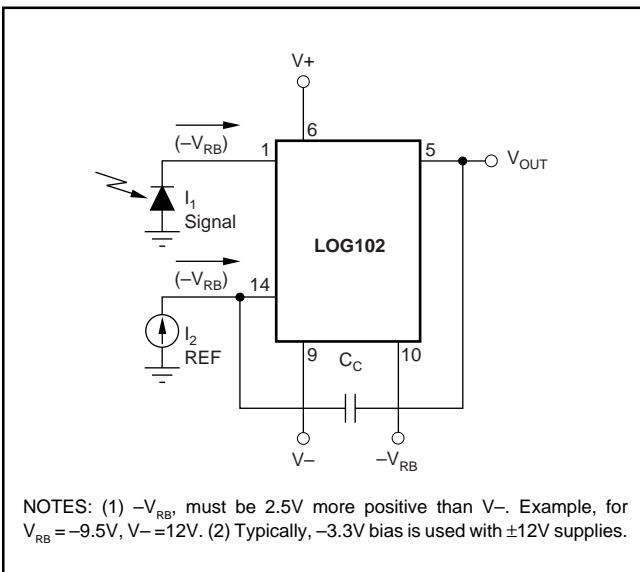 V+
6
(–V_RB)
1
5
V_OUT
I_1
Signal
LOG102
(–V_RB)
14
I_2
REF
9
C_C
10
V–
–V_RB
NOTES: (1) –V_RB, must be 2.5V more positive than V–. Example, for
V_RB = –9.5V, V– =12V. (2) Typically, –3.3V bias is used with ±12V supplies.